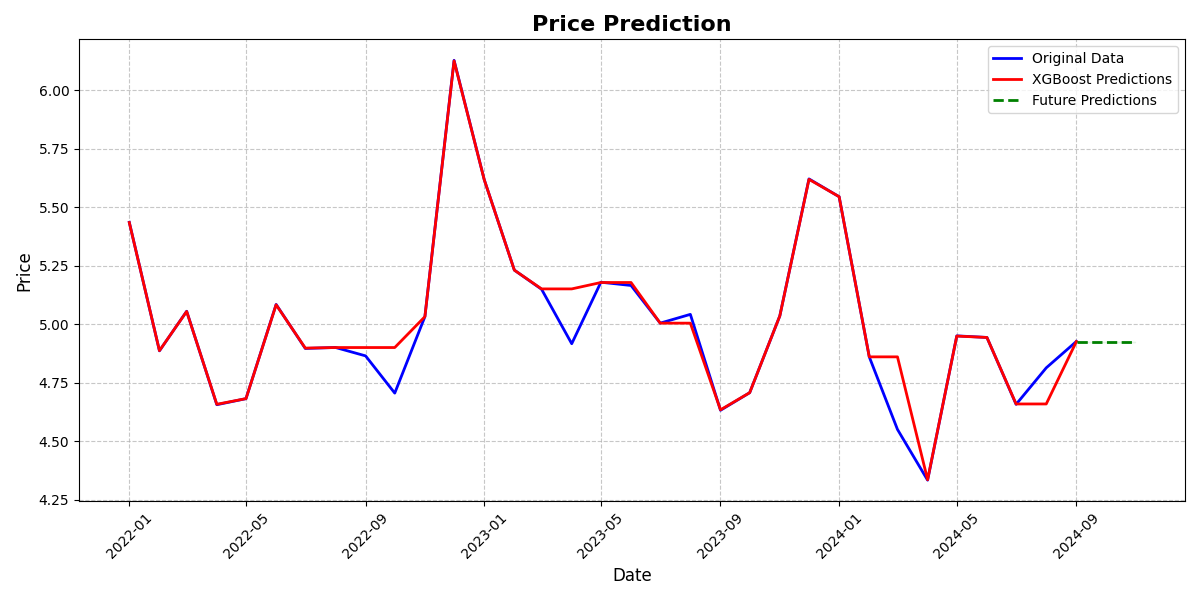 Price Prediction
Original Data
XGBoost Predictions
Future Predictions
6.00
5.75
5.50
5.25
5.00
4.75
4.50
4.25
Price
2022-01
2022-05
2022-09
2023-01
2023-05
2023-09
2024-01
2024-05
2024-09
Date